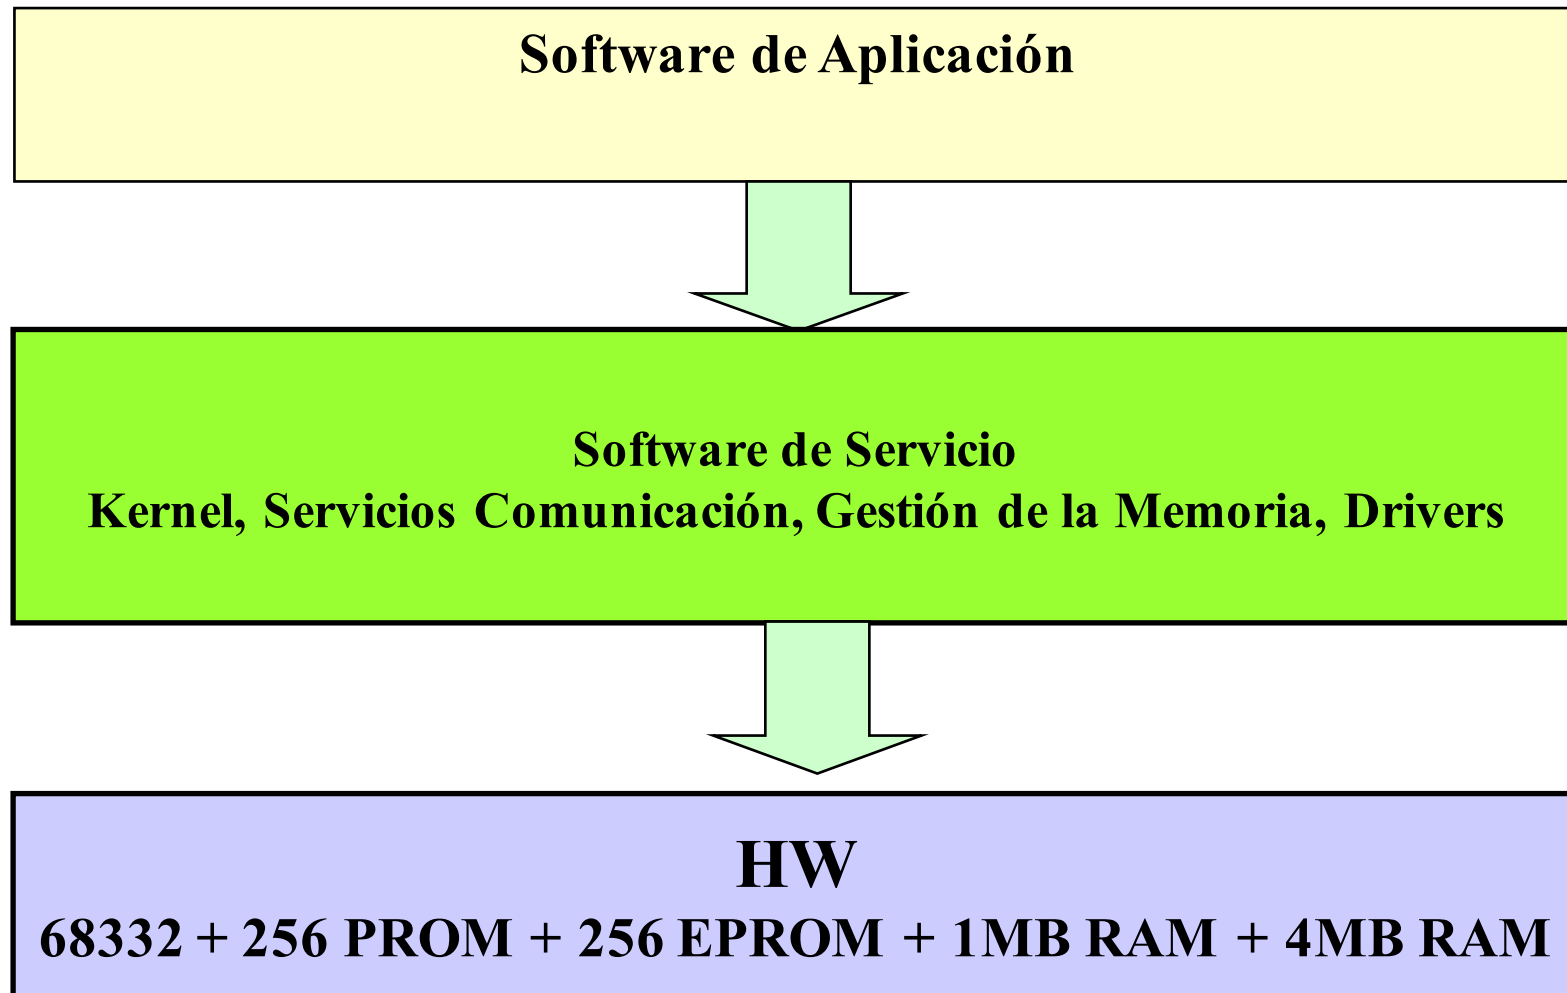 Software de Aplicación
Software de Servicio
Kernel, Servicios Comunicación, Gestión de la Memoria, Drivers
HW
68332 + 256 PROM + 256 EPROM + 1MB RAM + 4MB RAM